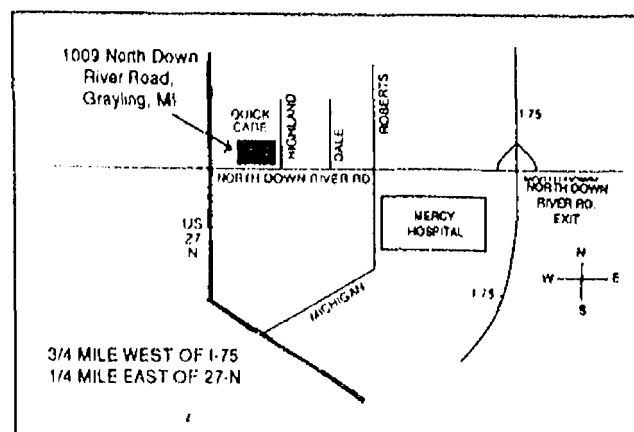 1009 North Down
River Road,
Grayling, MI
QUICK
CARE
HIGHLAND
DALE
ROBERTS
I-75
NORTH DOWN RIVER RD
NORTH DOWN
NORTH DOWN
RIVER RD.
EXIT
US
27
N
MERCY
HOSPITAL
MICHIGAN
I-75
N
W
E
S
3/4 MILE WEST OF I-75
1/4 MILE EAST OF 27-N